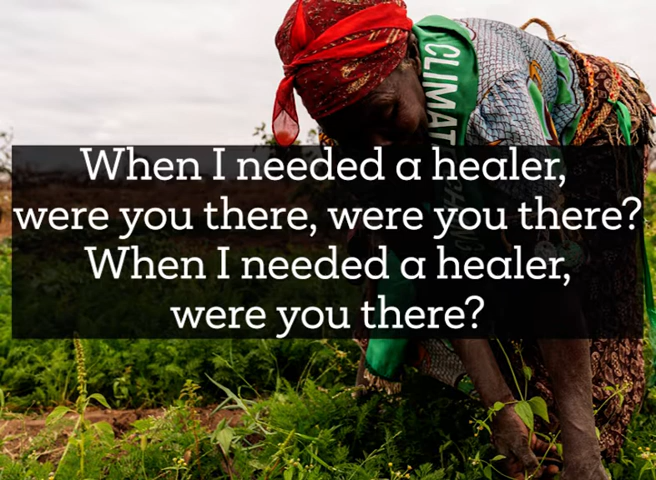 CLIMAT
When I needed a healer,
were you there, were you there?
When I needed a healer,
were you there?